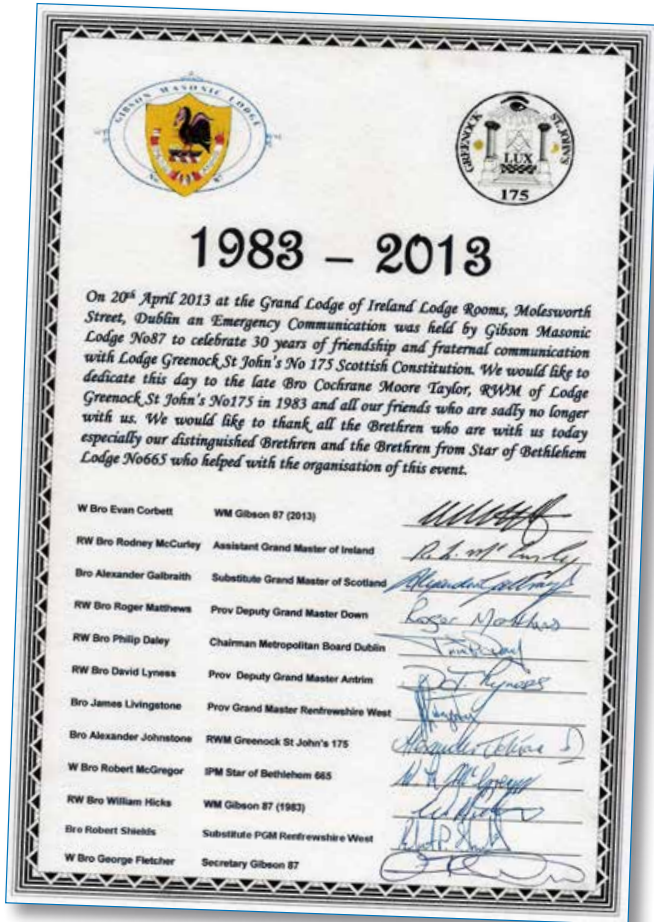 GIBSON MASONIC LODGE
No 87
GREENOCK ST. JOHN'S
LUX
175
1983 – 2013
On 20th April 2013 at the Grand Lodge of Ireland Lodge Rooms, Molesworth
Street, Dublin an Emergency Communication was held by Gibson Masonic
Lodge No87 to celebrate 30 years of friendship and fraternal communication
with Lodge Greenock St John's No 175 Scottish Constitution. We would like to
dedicate this day to the late Bro Cochrane Moore Taylor, RWM of Lodge
Greenock St John's No175 in 1983 and all our friends who are sadly no longer
with us. We would like to thank all the Brethren who are with us today
especially our distinguished Brethren and the Brethren from Star of Bethlehem
Lodge No665 who helped with the organisation of this event.
W Bro Evan Corbett WM Gibson 87 (2013)
RW Bro Rodney McCurley Assistant Grand Master of Ireland R.L. McCurley
Bro Alexander Galbraith Substitute Grand Master of Scotland Alexander Galbraith
RW Bro Roger Matthews Prov Deputy Grand Master Down Roger Matthews
RW Bro Philip Daley Chairman Metropolitan Board Dublin
RW Bro David Lyness Prov Deputy Grand Master Antrim
Bro James Livingstone Prov Grand Master Renfrewshire West
Bro Alexander Johnstone RWM Greenock St John's 175
W Bro Robert McGregor IPM Star of Bethlehem 665
RW Bro William Hicks WM Gibson 87 (1983)
Bro Robert Shields Substitute PGM Renfrewshire West
W Bro George Fletcher Secretary Gibson 87